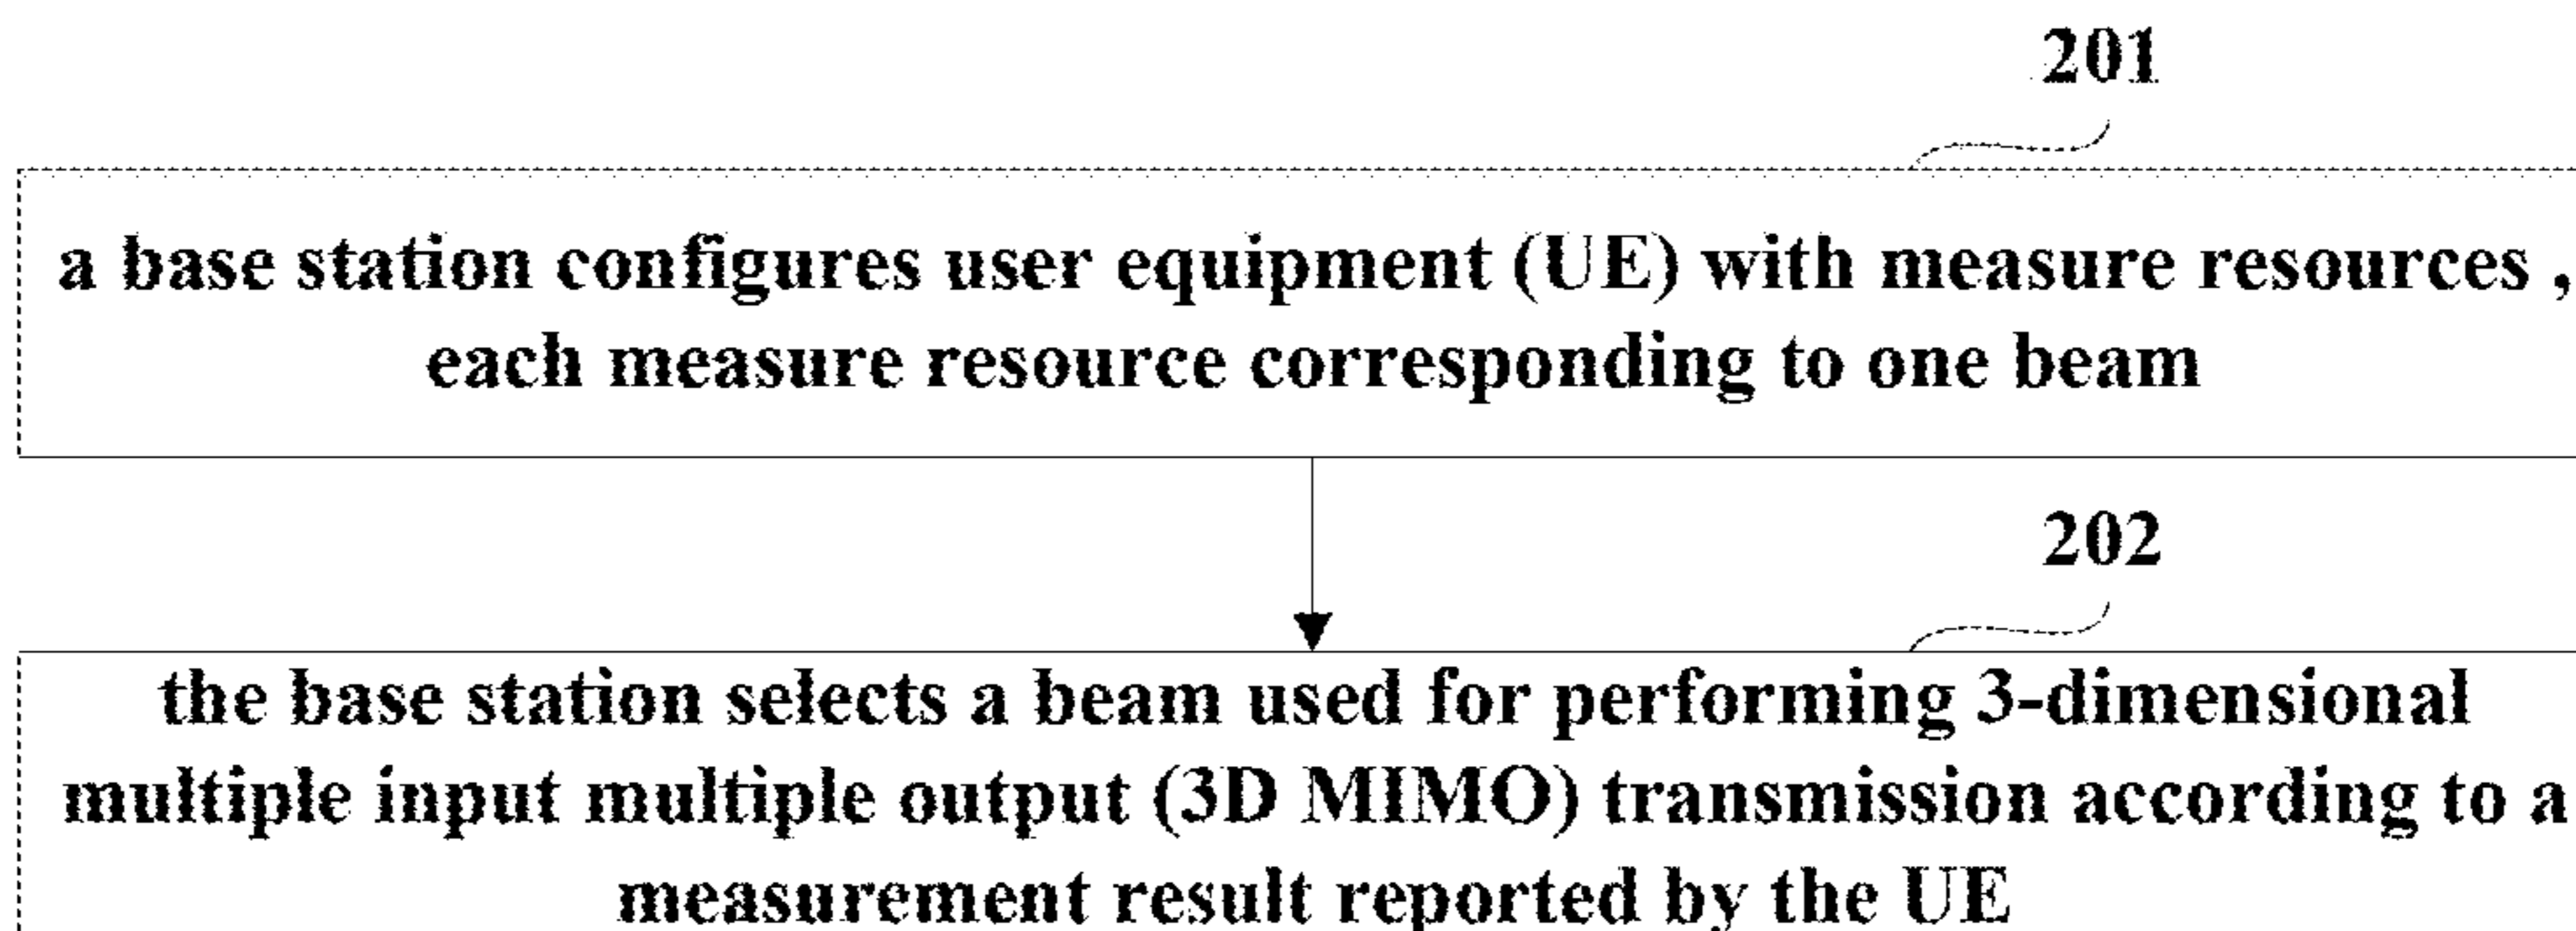 201
a base station configures user equipment (UE) with measure resources ,
each measure resource corresponding to one beam
202
the base station selects a beam used for performing 3-dimensional
multiple input multiple output (3D MIMO) transmission according to a
measurement result reported by the UE